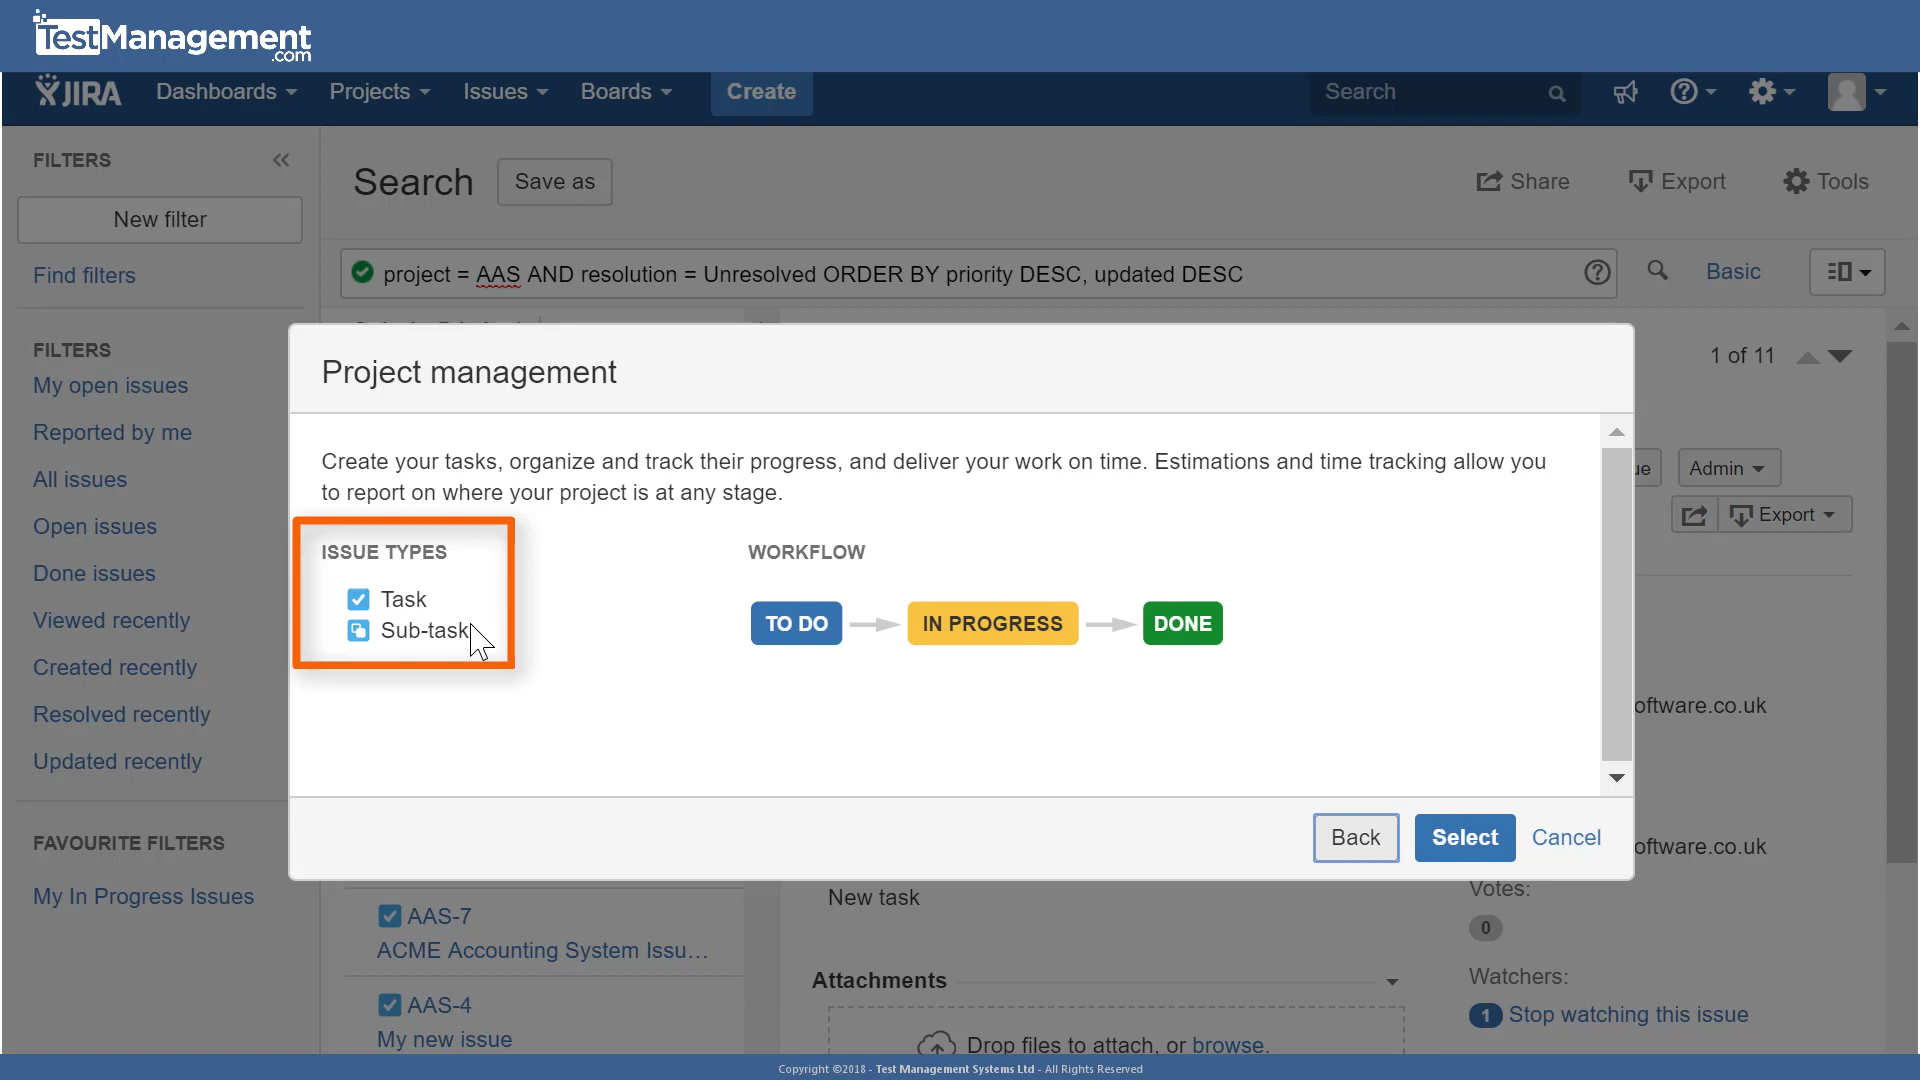 TestManagement
.com
JIRA Dashboards Projects Issues Boards Create Search
FILTERS
New filter
Find filters
FILTERS
My open issues
Reported by me
All issues
Open issues
Done issues
Viewed recently
Created recently
Resolved recently
Updated recently
FAVOURITE FILTERS
My In Progress Issues
Search Save as Share Export Tools
project = AAS AND resolution = Unresolved ORDER BY priority DESC, updated DESC Basic
1 of 11
Admin
Export
Project management
Create your tasks, organize and track their progress, and deliver your work on time. Estimations and time tracking allow you
to report on where your project is at any stage.
ISSUE TYPES
Task
Sub-task
WORKFLOW
TO DO IN PROGRESS DONE
Back Select Cancel
oftware.co.uk
oftware.co.uk
AAS-7
ACME Accounting System Issu...
AAS-4
My new issue
New task
Attachments
Drop files to attach, or browse.
Votes:
0
Watchers:
1 Stop watching this issue
Copyright ©2018 - Test Management Systems Ltd - All Rights Reserved